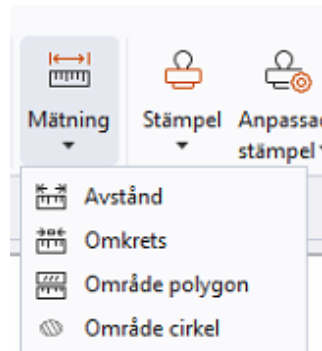 Mätning
Stämpel
Anpassad
stämpel
Avstånd
Omkrets
Område polygon
Område cirkel